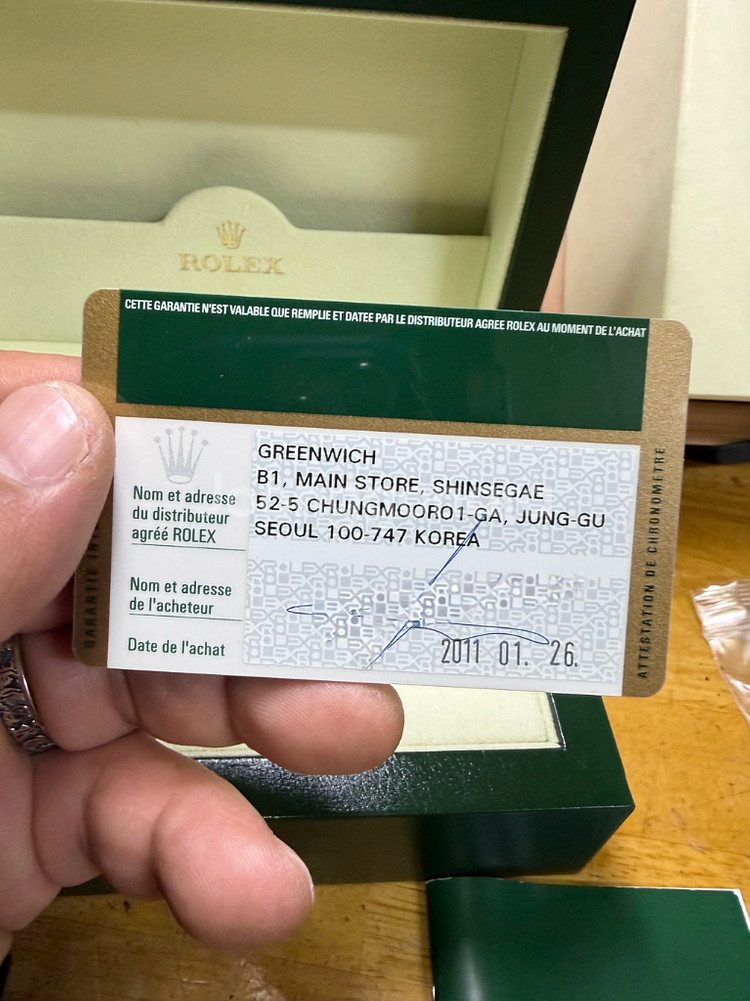 ROLEX
CETTE GARANTIE N'EST VALABLE QUE REMPLIE ET DATEE PAR LE DISTRIBUTEUR AGREE ROLEX AU MOMENT DE L'ACHAT
GREENWICH
B1, MAIN STORE, SHINSEGAE
52-5 CHUNGMOORO1-GA, JUNG-GU
SEOUL 100-747 KOREA
Nom et adresse
du distributeur
agréé ROLEX
Nom et adresse
de l'acheteur
Date de l'achat
2011 01. 26.
GARANTIE
ATTESTATION DE CHRONOMETRE